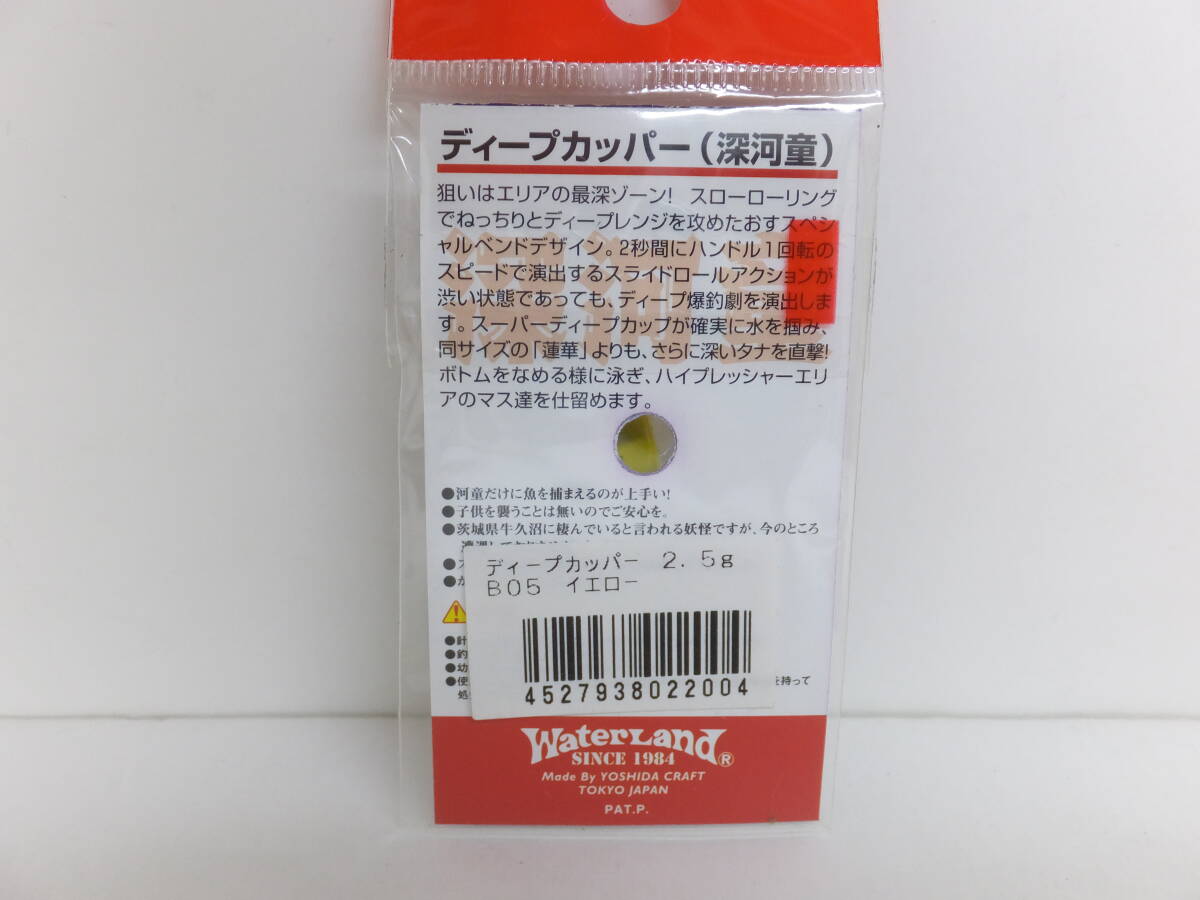 ディープカッパー(深河童)
狙いはエリアの最深ゾーン! スローローリング
でねっちりとディープレンジを攻めたおすスペシ
ャルベンドデザイン。2秒間にハンドル1回転の
スピードで演出するスライドロールアクションが
渋い状態であっても、ディープ爆釣劇を演出しま
す。スーパーディープカップが確実に水を掴み、
同サイズの「蓮華」よりも、さらに深いタナを直撃!
ボトムをなめる様に泳ぎ、ハイプレッシャーエリ
アのマス達を仕留めます。
深河童
●河童だけに魚を捕まえるのが上手い!
●子供を襲うことは無いのでご安心を。
●茨城県牛久沼に棲んでいると言われる妖怪ですが、今のところ
ディープカッパー 2.5g
B05 イエロー
4527938022004
●針
●釣
●幼
●使 を持って
処
WaterLand®
SINCE 1984
Made By YOSHIDA CRAFT
TOKYO JAPAN
PAT.P.